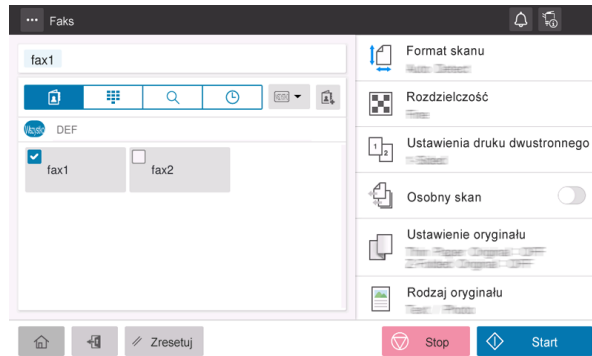 Faks
fax1
Wszystko DEF
fax1
fax2
Format skanu
Rozdzielczość
Ustawienia druku dwustronnego
Osobny skan
Ustawienie oryginału
Rodzaj oryginału
Zresetuj
Stop
Start